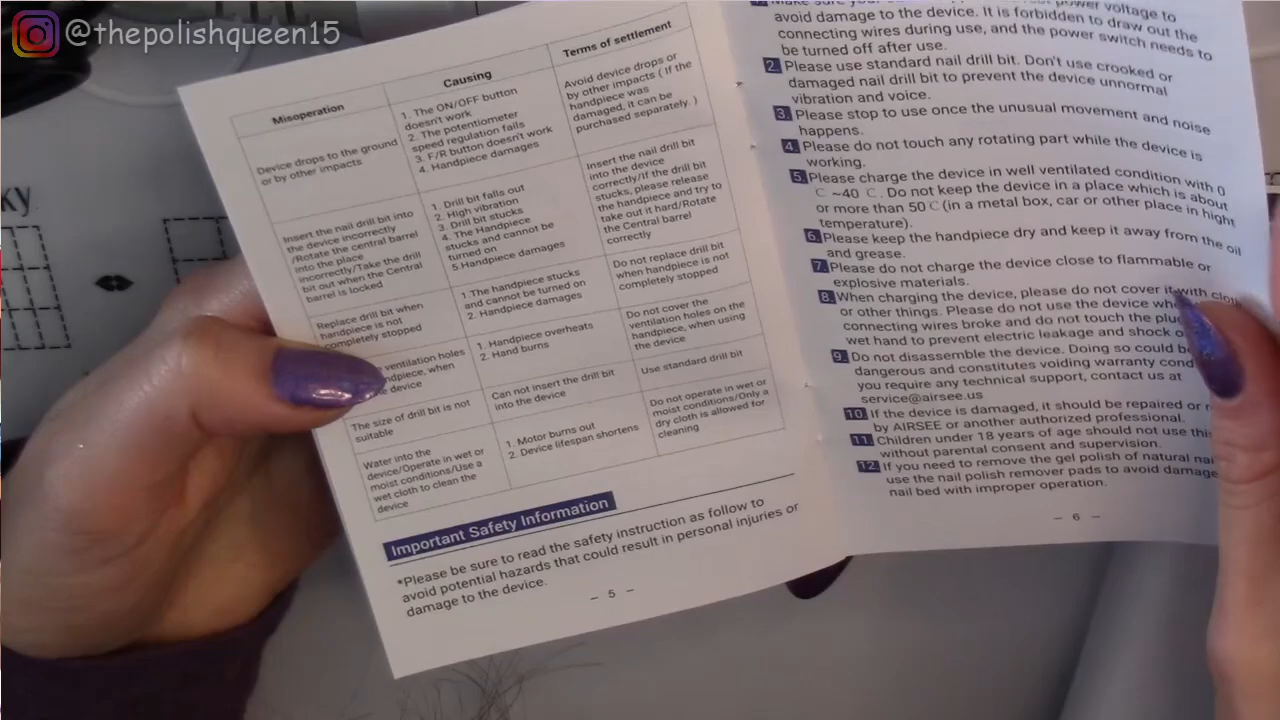 @thepolishqueen15
ky
Misoperation
Causing
Terms of settlement
Device drops to the ground
or by other impacts
1. The ON/OFF button
doesn't work
2. The potentiometer
speed regulation fails
3. F/R button doesn't work
4. Handpiece damages
Avoid device drops or
by other impacts ( If the
handpiece was
damaged, it can be
purchased separately. )
Insert the nail drill bit into
the device incorrectly
/Rotate the central barrel
into the place
incorrectly/Take the drill
bit out when the Central
barrel is locked
1. Drill bit falls out
2. High vibration
3. Drill bit stucks
4. The Handpiece
stucks and cannot be
turned on
5.Handpiece damages
Insert the nail drill bit
into the device
correctly/If the drill bit
stucks, please release
the handpiece and try to
take out it hard/Rotate
the Central barrel
correctly
Replace drill bit when
handpiece is not
completely stopped
1.The handpiece stucks
and cannot be turned on
2. Handpiece damages
Do not replace drill bit
when handpiece is not
completely stopped
ventilation holes
when
device
1. Handpiece overheats
2. Hand burns
Do not cover the
ventilation holes on the
handpiece, when using
the device
The size of drill bit is not
suitable
Can not insert the drill bit
into the device
Use standard drill bit
Water into the
device/Operate in wet or
moist conditions/Use a
wet cloth to clean the
device
1. Motor burns out
2. Device lifespan shortens
Do not operate in wet or
moist conditions/Only a
dry cloth is allowed for
cleaning
Important Safety Information
*Please be sure to read the safety instruction as follow to
avoid potential hazards that could result in personal injuries or
damage to the device.
– 5 –
Make sure your power voltage to
avoid damage to the device. It is forbidden to draw out the
connecting wires during use, and the power switch needs to
be turned off after use.
2. Please use standard nail drill bit. Don't use crooked or
damaged nail drill bit to prevent the device unnormal
vibration and voice.
3. Please stop to use once the unusual movement and noise
happens.
4. Please do not touch any rotating part while the device is
working.
5. Please charge the device in well ventilated condition with 0
℃ ~40 ℃. Do not keep the device in a place which is about
or more than 50℃(in a metal box, car or other place in hight
temperature).
6. Please keep the handpiece dry and keep it away from the oil
and grease.
7. Please do not charge the device close to flammable or
explosive materials.
8. When charging the device, please do not cover it with cloth
or other things. Please do not use the device
connecting wires broke and do not touch the
wet hand to prevent electric leakage and shock
9. Do not disassemble the device. Doing so could be
dangerous and constitutes voiding warranty
you require any technical support, contact us at
service@airsee.us
10. If the device is damaged, it should be repaired or
by AIRSEE or another authorized professional.
11. Children under 18 years of age should not use
without parental consent and supervision.
12. If you need to remove the gel polish of natural
use the nail polish remover pads to avoid damage
nail bed with improper operation.
– 6 –